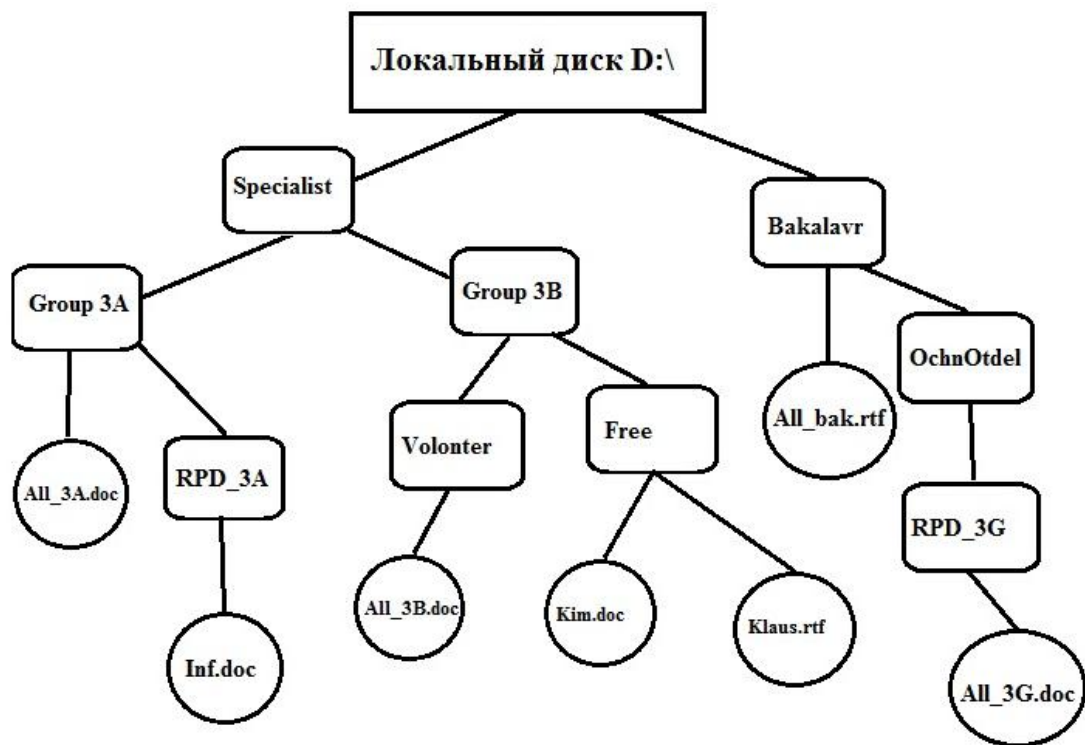 Локальный диск D:\
Specialist
Bakalavr
Group 3A
Group 3B
OchnOtdel
All_bak.rtf
Volonter
Free
All_3A.doc
RPD_3A
RPD_3G
All_3B.doc
Kim.doc
Klaus.rtf
Inf.doc
All_3G.doc